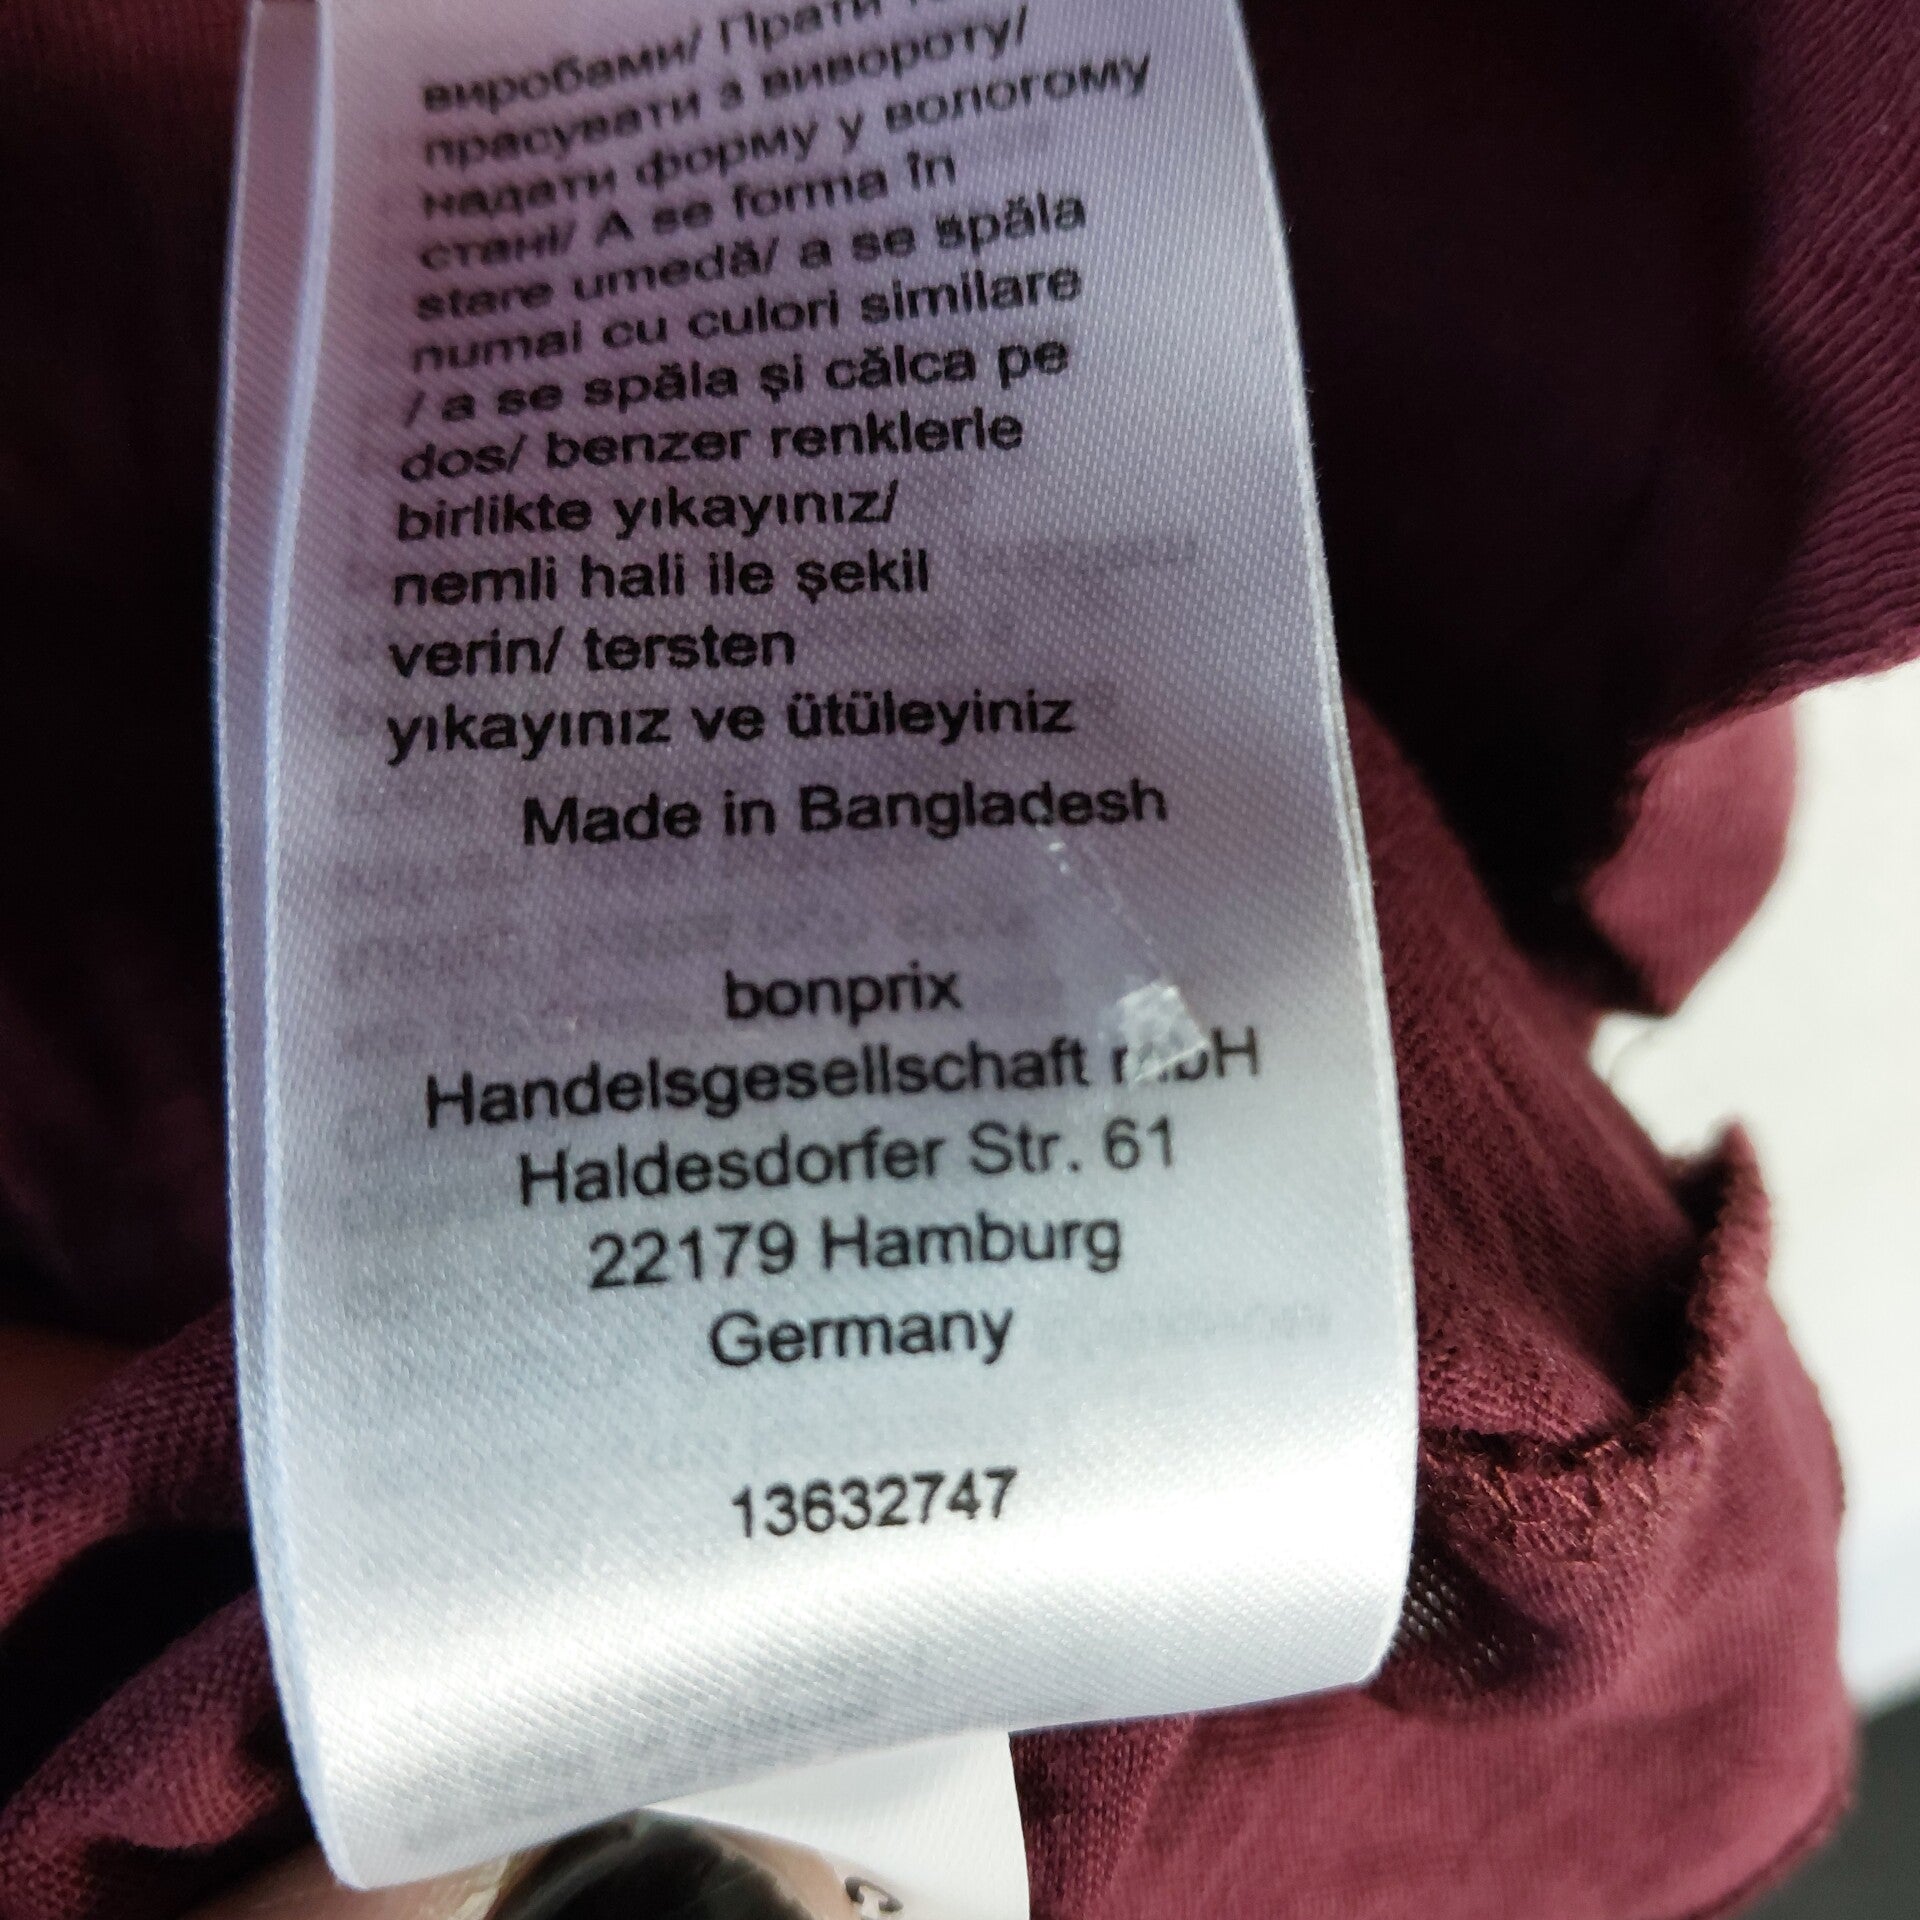 виробами/ Прати
прасувати з вивороту/
надати форму у вологому
стані/ A se forma în
stare umedă/ a se spăla
numai cu culori similare
/ a se spăla și călca pe
dos/ benzer renklerle
birlikte yıkayınız/
nemli hali ile şekil
verin/ tersten
yıkayınız ve ütüleyiniz
Made in Bangladesh
bonprix
Handelsgesellschaft mbH
Haldesdorfer Str. 61
22179 Hamburg
Germany
13632747